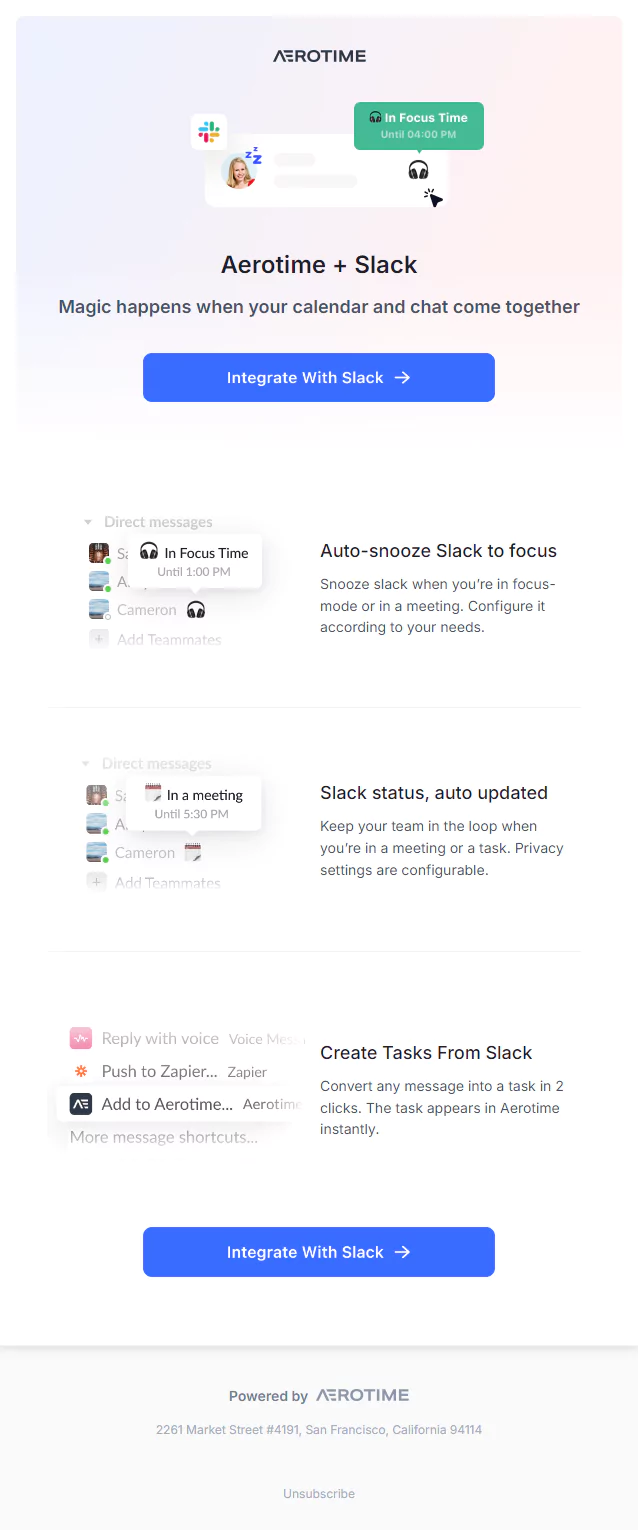 AEROTIME
In Focus Time
Until 04:00 PM
z z z
Aerotime + Slack
Magic happens when your calendar and chat come together
Integrate With Slack →
Direct messages
Sa
In Focus Time
Until 1:00 PM
A
Cameron
Add Teammates
Auto-snooze Slack to focus
Snooze slack when you're in focus-
mode or in a meeting. Configure it
according to your needs.
Direct messages
Sa
In a meeting
Until 5:30 PM
A
Cameron
Add Teammates
Slack status, auto updated
Keep your team in the loop when
you're in a meeting or a task. Privacy
settings are configurable.
Reply with voice Voice Mes
Push to Zapier... Zapier
Add to Aerotime... Aerotime
More message shortcuts...
Create Tasks From Slack
Convert any message into a task in 2
clicks. The task appears in Aerotime
instantly.
Integrate With Slack →
Powered by AEROTIME
2261 Market Street #4191, San Francisco, California 94114
Unsubscribe